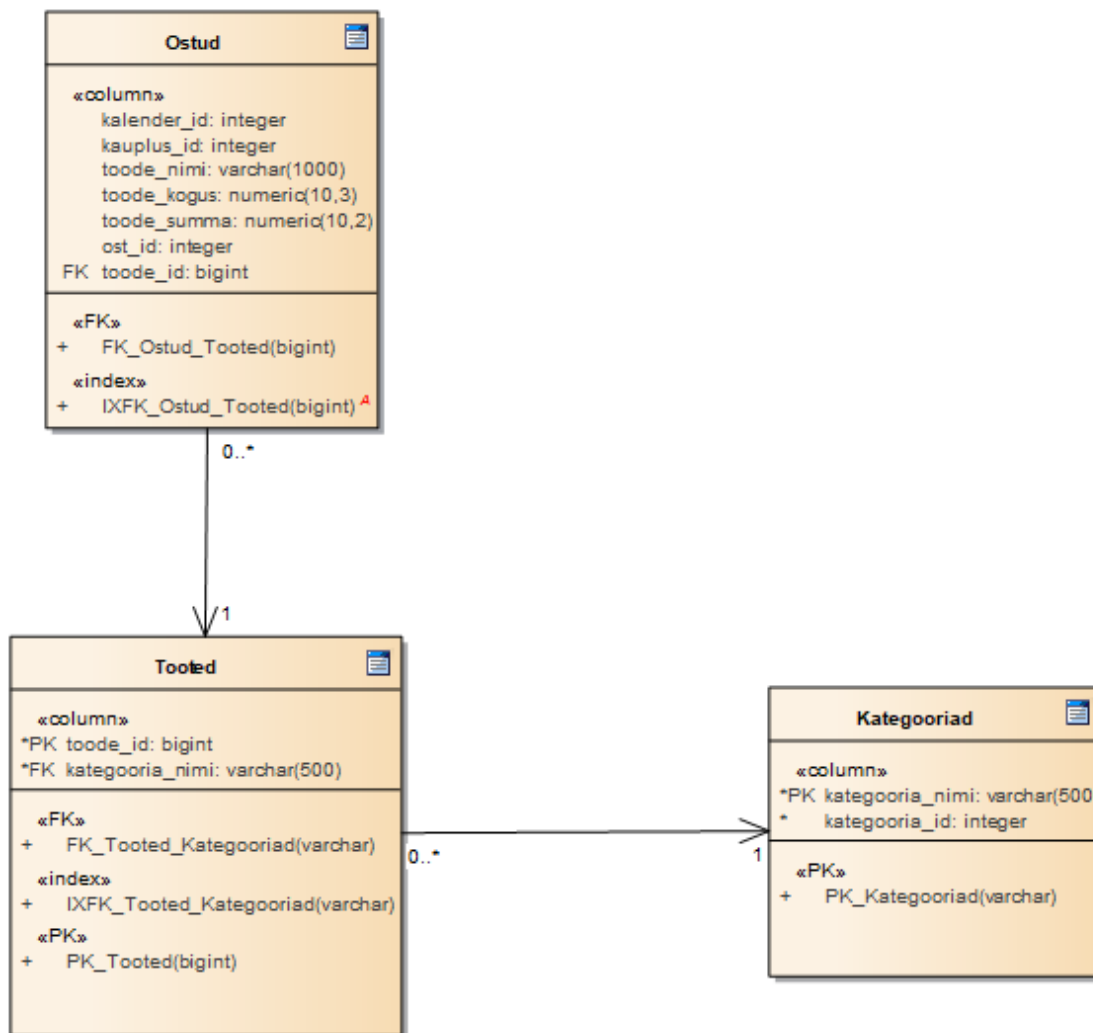 Ostud
«column»
kalender_id: integer
kauplus_id: integer
toode_nimi: varchar(1000)
toode_kogus: numeric(10,3)
toode_summa: numeric(10,2)
ost_id: integer
FK toode_id: bigint
«FK»
+ FK_Ostud_Tooted(bigint)
«index»
+ IXFK_Ostud_Tooted(bigint) A
0..*
1
Tooted
«column»
*PK toode_id: bigint
*FK kategooria_nimi: varchar(500)
«FK»
+ FK_Tooted_Kategooriad(varchar)
«index»
+ IXFK_Tooted_Kategooriad(varchar)
«PK»
+ PK_Tooted(bigint)
0..*
1
Kategooriad
«column»
*PK kategooria_nimi: varchar(500
* kategooria_id: integer
«PK»
+ PK_Kategooriad(varchar)